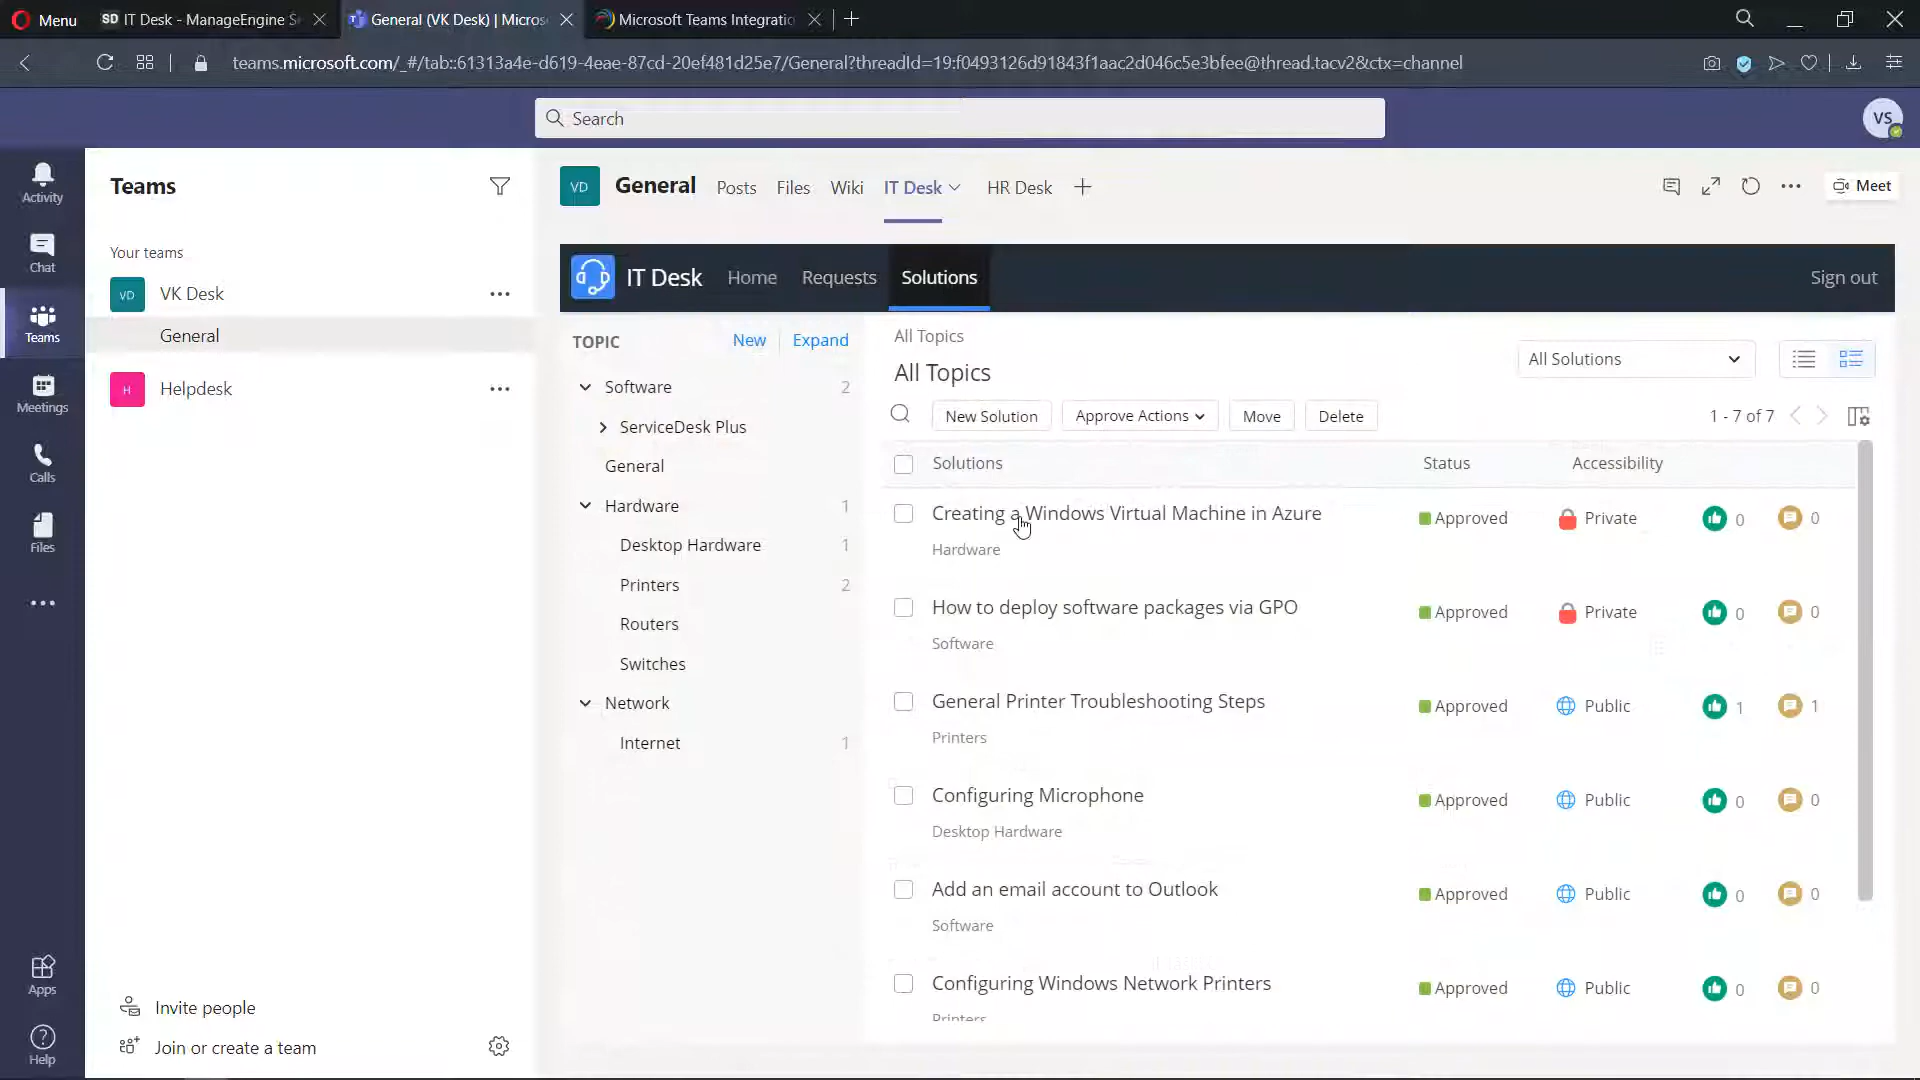 Menu
SD IT Desk - ManageEngine S
General (VK Desk) | Micros
Microsoft Teams Integratio
teams.microsoft.com/_#/tab::61313a4e-d619-4eae-87cd-20ef481d25e7/General?threadId=19:f0493126d91843f1aac2d046c5e3bfee@thread.tacv2&ctx=channel
Search
VS
Activity
Chat
Teams
Meetings
Calls
Files
Apps
Help
Teams
Your teams
VD VK Desk
General
H Helpdesk
Invite people
Join or create a team
VD General Posts Files Wiki IT Desk HR Desk
Meet
IT Desk Home Requests Solutions Sign out
TOPIC New Expand
Software 2
ServiceDesk Plus
General
Hardware 1
Desktop Hardware 1
Printers 2
Routers
Switches
Network
Internet 1
All Topics
All Topics
All Solutions
New Solution Approve Actions Move Delete 1 - 7 of 7
Solutions Status Accessibility
Creating a Windows Virtual Machine in Azure Approved Private 0 0
Hardware
How to deploy software packages via GPO Approved Private 0 0
Software
General Printer Troubleshooting Steps Approved Public 1 1
Printers
Configuring Microphone Approved Public 0 0
Desktop Hardware
Add an email account to Outlook Approved Public 0 0
Software
Configuring Windows Network Printers Approved Public 0 0
Printers